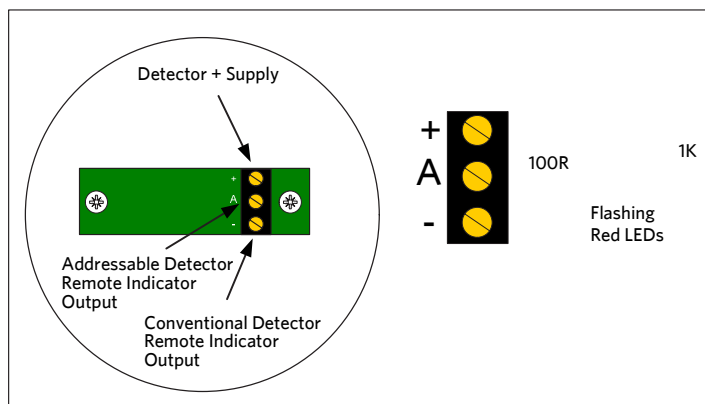 Detector + Supply
+
A
-
Addressable Detector
Remote Indicator
Output
Conventional Detector
Remote Indicator
Output
+
A
-
100R
1K
Flashing
Red LEDs